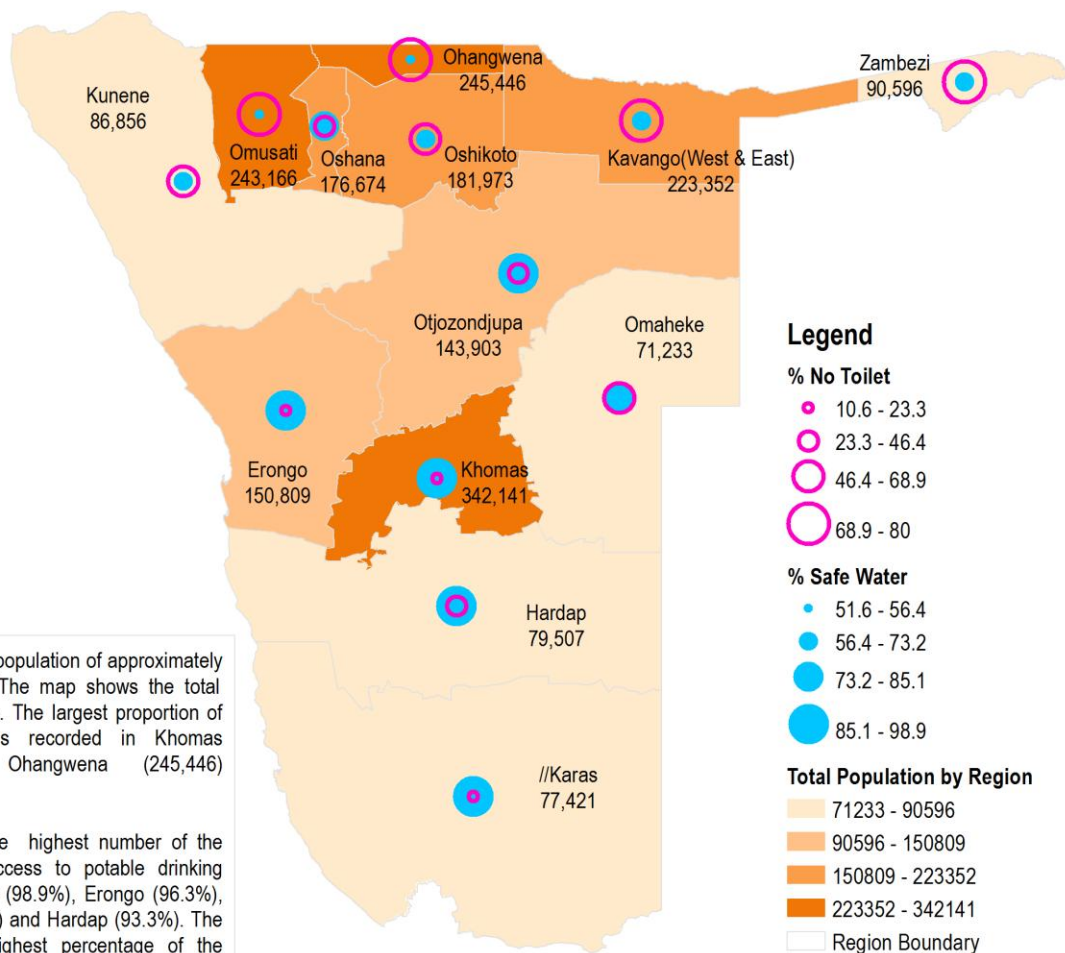 Ohangwena
245,446
Zambezi
90,596
Kunene
86,856
Omusati
243,166
Oshana
176,674
Oshikoto
181,973
Kavango(West & East)
223,352
Otjozondjupa
143,903
Omaheke
71,233
Erongo
150,809
Khomas
342,141
Hardap
79,507
//Karas
77,421
Legend
% No Toilet
10.6 - 23.3
23.3 - 46.4
46.4 - 68.9
68.9 - 80
% Safe Water
51.6 - 56.4
56.4 - 73.2
73.2 - 85.1
85.1 - 98.9
Total Population by Region
71233 - 90596
90596 - 150809
150809 - 223352
223352 - 342141
Region Boundary
population of approximately
The map shows the total
. The largest proportion of
s recorded in Khomas
Ohangwena (245,446)
e highest number of the
ccess to potable drinking
(98.9%), Erongo (96.3%),
) and Hardap (93.3%). The
ighest percentage of the